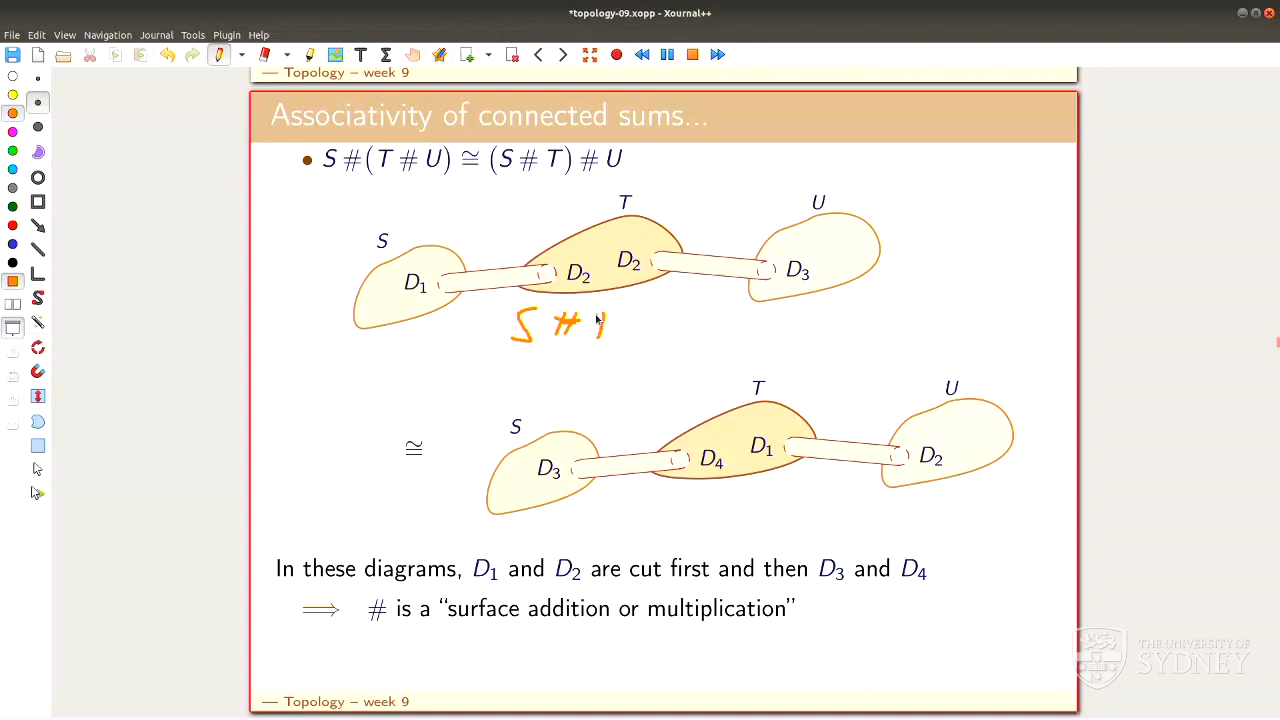 *topology-09.xopp - Xournal++
File Edit View Navigation Journal Tools Plugin Help
— Topology – week 9
Associativity of connected sums...
• S # (T # U) ≅ (S # T) # U
T U
S
D₁ D₂ D₂ D₃
S #
T U
S
≅ D₃ D₄ D₁ D₂
In these diagrams, D₁ and D₂ are cut first and then D₃ and D₄
⟹ # is a “surface addition or multiplication”
THE UNIVERSITY OF
SYDNEY
— Topology – week 9